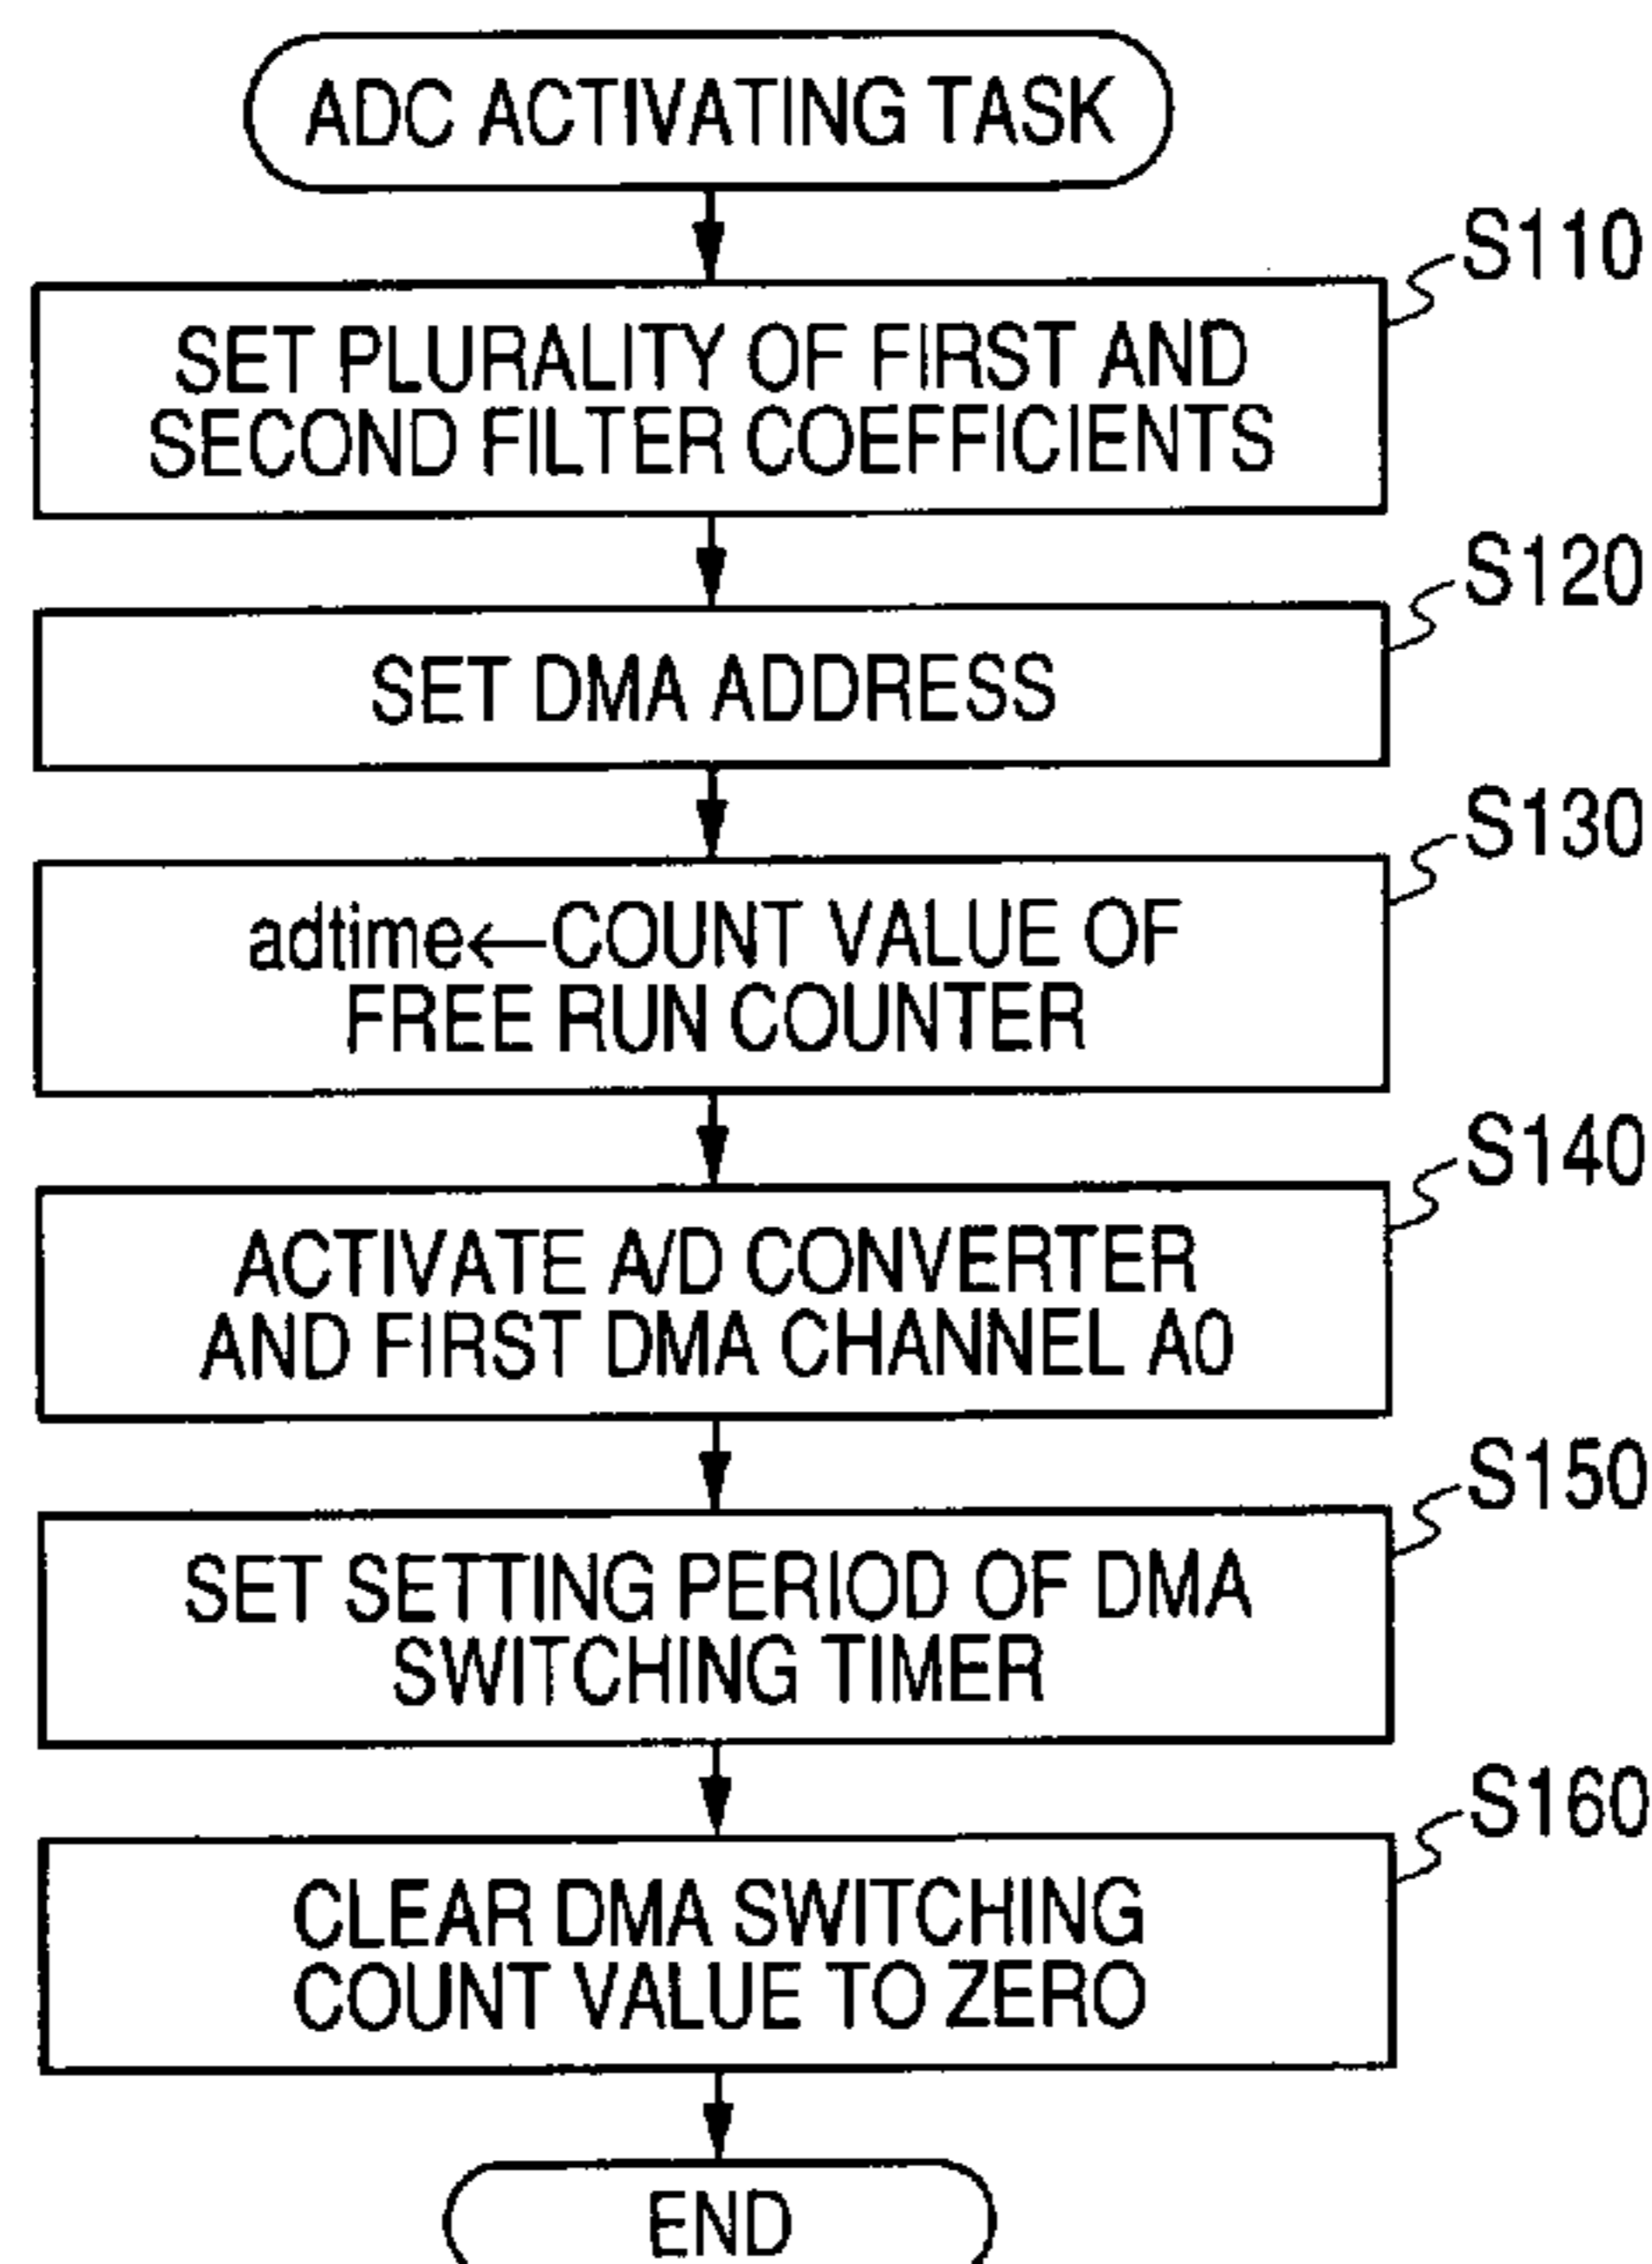 ADC ACTIVATING TASK
S110
SET PLURALITY OF FIRST AND
SECOND FILTER COEFFICIENTS
S120
SET DMA ADDRESS
S130
adtime←COUNT VALUE OF
FREE RUN COUNTER
S140
ACTIVATE A/D CONVERTER
AND FIRST DMA CHANNEL A0
S150
SET SETTING PERIOD OF DMA
SWITCHING TIMER
S160
CLEAR DMA SWITCHING
COUNT VALUE TO ZERO
END